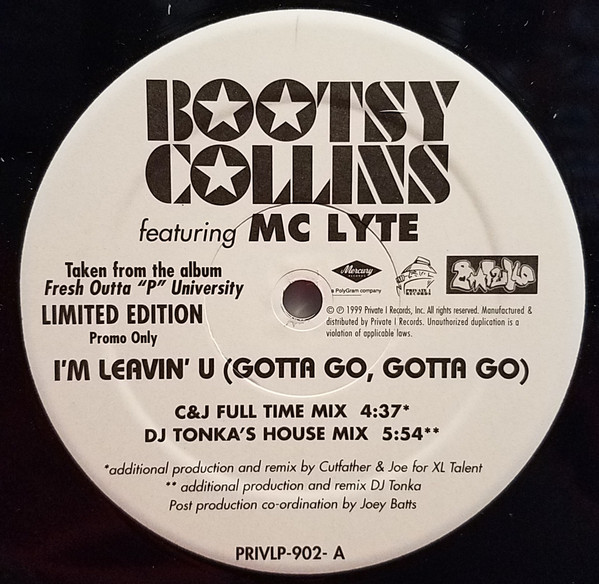 BOOTSY
COLLINS
featuring MC LYTE
Taken from the album
Fresh Outta "P" University
LIMITED EDITION
Promo Only
Mercury
a PolyGram company
© ℗ 1999 Private I Records, Inc. All rights reserved. Manufactured &
distributed by Private I Records. Unauthorized duplication is a
violation of applicable laws.
I'M LEAVIN' U (GOTTA GO, GOTTA GO)
C&J FULL TIME MIX 4:37*
DJ TONKA'S HOUSE MIX 5:54**
*additional production and remix by Cutfather & Joe for XL Talent
** additional production and remix DJ Tonka
Post production co-ordination by Joey Batts
PRIVLP-902- A